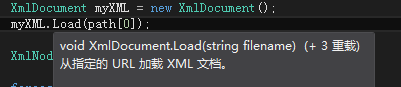 XmlDocument myXML = new XmlDocument();
myXML.Load(path[0]);
void XmlDocument.Load(string filename) (+ 3 重载)
从指定的 URL 加载 XML 文档。
XmlNod